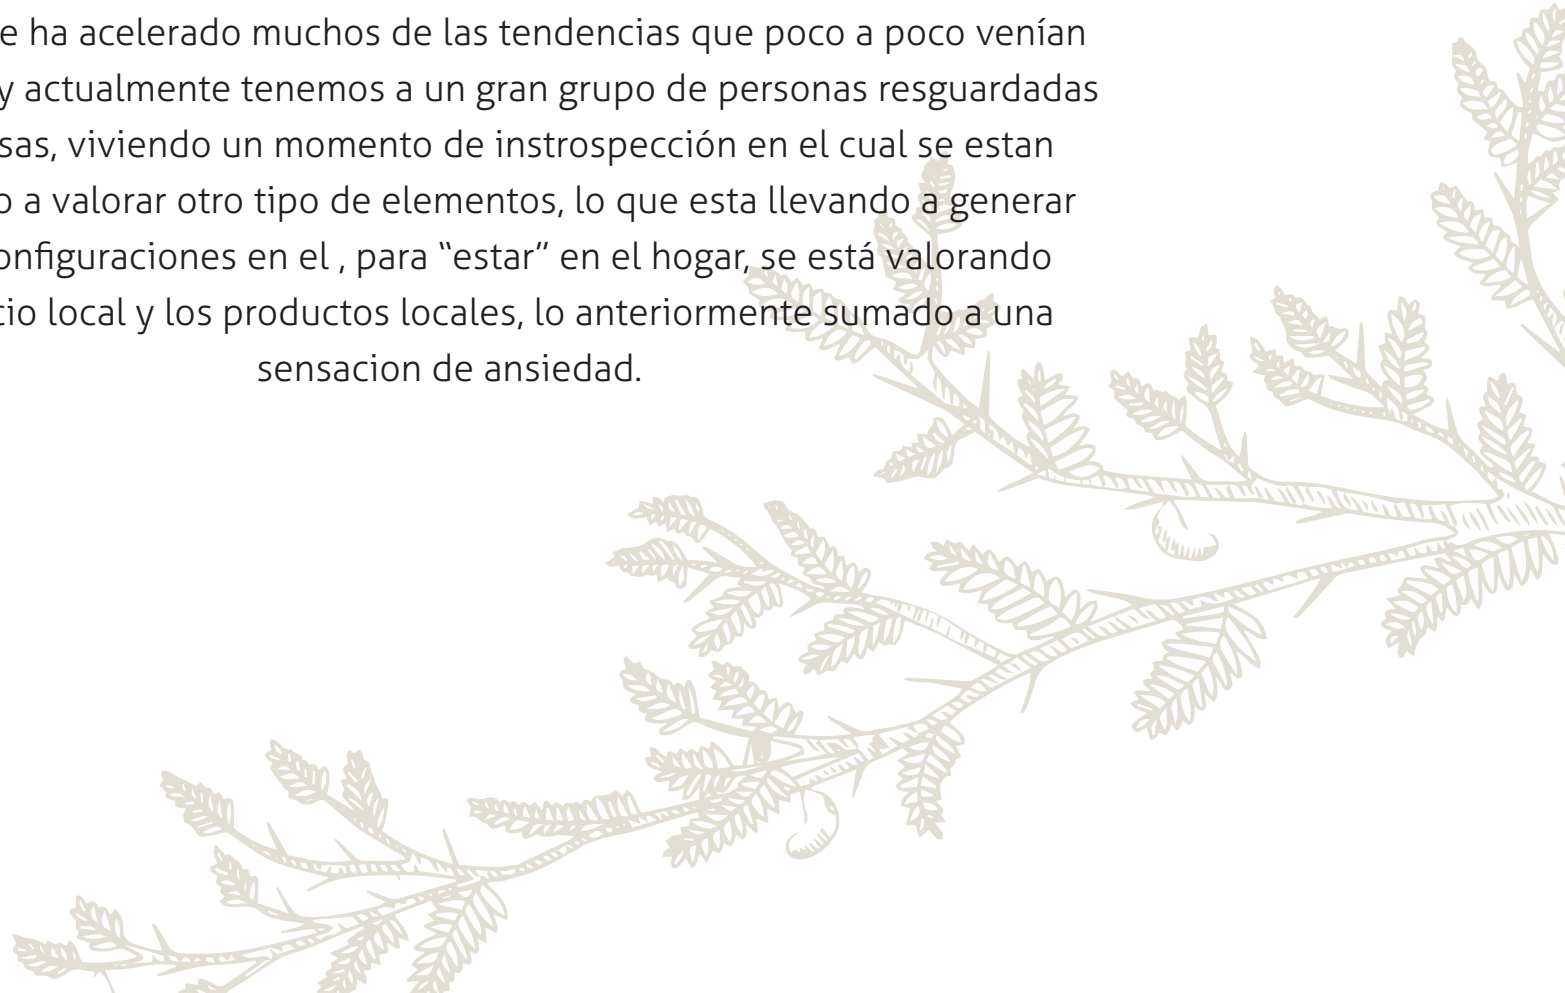 e ha acelerado muchos de las tendencias que poco a poco venían
y actualmente tenemos a un gran grupo de personas resguardadas
sas, viviendo un momento de instrospección en el cual se estan
o a valorar otro tipo de elementos, lo que esta llevando a generar
onfiguraciones en el , para “estar” en el hogar, se está valorando
cio local y los productos locales, lo anteriormente sumado a una
sensacion de ansiedad.